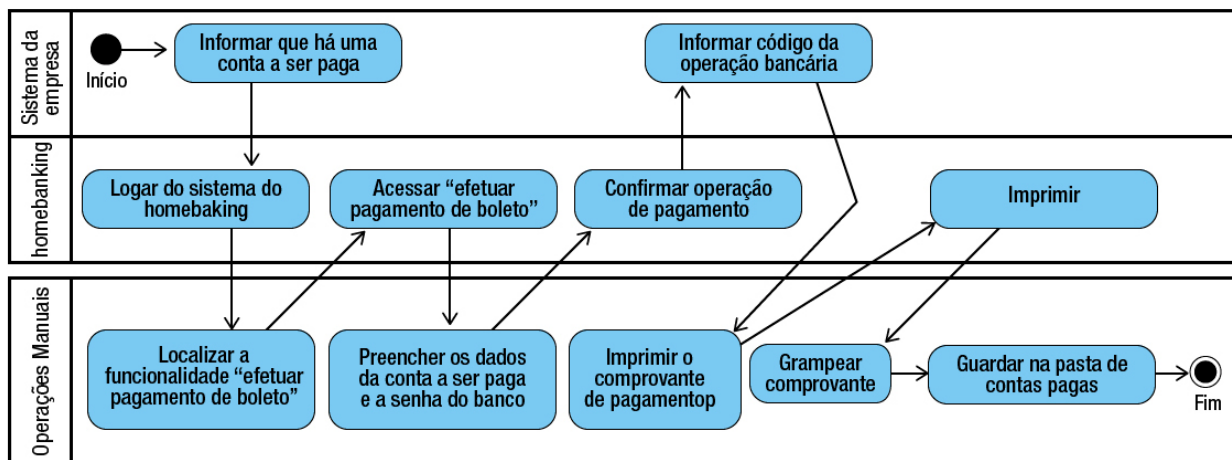 Sistema da
empresa
Início
Informar que há uma
conta a ser paga
Informar código da
operação bancária
homebanking
Logar do sistema do
homebaking
Acessar “efetuar
pagamento de boleto”
Confirmar operação
de pagamento
Imprimir
Operações Manuais
Localizar a
funcionalidade “efetuar
pagamento de boleto”
Preencher os dados
da conta a ser paga
e a senha do banco
Imprimir o
comprovante
de pagamentop
Grampear
comprovante
Guardar na pasta de
contas pagas
Fim